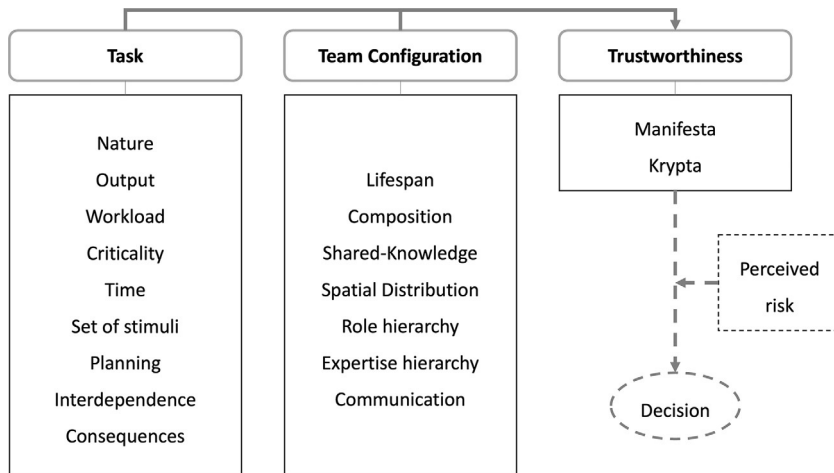 Task
Nature
Output
Workload
Criticality
Time
Set of stimuli
Planning
Interdependence
Consequences
Team Configuration
Lifespan
Composition
Shared-Knowledge
Spatial Distribution
Role hierarchy
Expertise hierarchy
Communication
Trustworthiness
Manifesta
Krypta
Perceived
risk
Decision